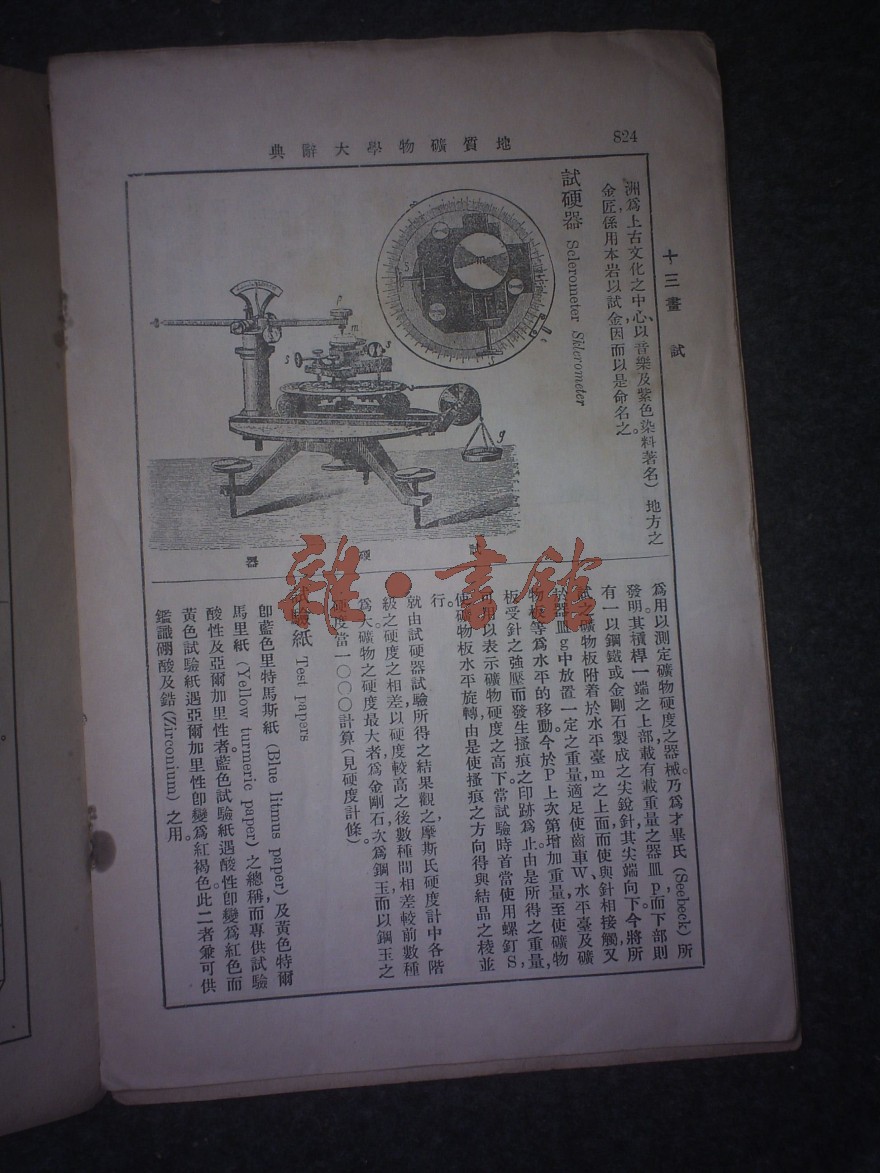 824
地質礦物學大辭典
十三畫 試
洲爲上古文化之中心、以音樂及紫色染料著名）地方之
金匠係用本岩以試金因而以是命名之。
試硬器 Sclerometer Sklerometer
p
m
s
s
g
m
s
試硬器
爲用以測定礦物硬度之器械。乃爲才畢氏 (Seebeck) 所
發明。其槓桿一端之上部載有載重量之器皿p,而下部則
有一以鋼鐵或金剛石製成之尖銳針其尖端向下。今將所
試之礦物板附着於水平臺m之上面而使與針相接觸又
於器皿g中放置一定之重量,適足使齒車W、水平臺及礦
物板等爲水平的移動。今於P上次第增加重量,至使礦物
板受針之強壓而發生搔痕之印跡爲止。由是所得之重量,
可用以表示礦物硬度之高下。當試驗時首當使用螺釘S,
使礦物板水平旋轉,由是使搔痕之方向得與結晶之棱並
行。
就由試硬器試驗所得之結果觀之,摩斯氏硬度計中各階
級之硬度之相差以硬度較高之後數種間相差較前數種
爲大。礦物之硬度最大者爲金剛石,次爲鋼玉而以鋼玉之
硬度當一〇〇〇計算（見硬度計條）。
試驗紙 Test papers
卽藍色里特馬斯紙 (Blue litmus paper) 及黃色特爾
馬里紙 (Yellow turmeric paper) 之總稱而專供試驗
酸性及亞爾加里性者。藍色試驗紙遇酸性卽變爲紅色而
黃色試驗紙遇亞爾加里性卽變爲紅褐色。此二者兼可供
鑑識硼酸及鋯 (Zirconium) 之用。
雜·書館